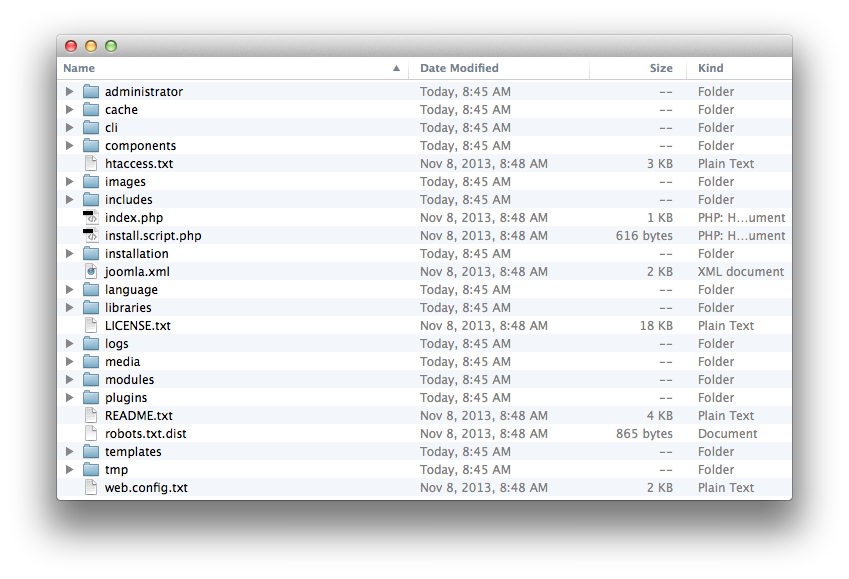 Name Date Modified Size Kind
administrator Today, 8:45 AM -- Folder
cache Today, 8:45 AM -- Folder
cli Today, 8:45 AM -- Folder
components Today, 8:45 AM -- Folder
htaccess.txt Nov 8, 2013, 8:48 AM 3 KB Plain Text
images Today, 8:45 AM -- Folder
includes Today, 8:45 AM -- Folder
index.php Nov 8, 2013, 8:48 AM 1 KB PHP: H...ument
install.script.php Nov 8, 2013, 8:48 AM 616 bytes PHP: H...ument
installation Today, 8:45 AM -- Folder
joomla.xml Nov 8, 2013, 8:48 AM 2 KB XML document
language Today, 8:45 AM -- Folder
libraries Today, 8:45 AM -- Folder
LICENSE.txt Nov 8, 2013, 8:48 AM 18 KB Plain Text
logs Today, 8:45 AM -- Folder
media Today, 8:45 AM -- Folder
modules Today, 8:45 AM -- Folder
plugins Today, 8:45 AM -- Folder
README.txt Nov 8, 2013, 8:48 AM 4 KB Plain Text
robots.txt.dist Nov 8, 2013, 8:48 AM 865 bytes Document
templates Today, 8:45 AM -- Folder
tmp Today, 8:45 AM -- Folder
web.config.txt Nov 8, 2013, 8:48 AM 2 KB Plain Text